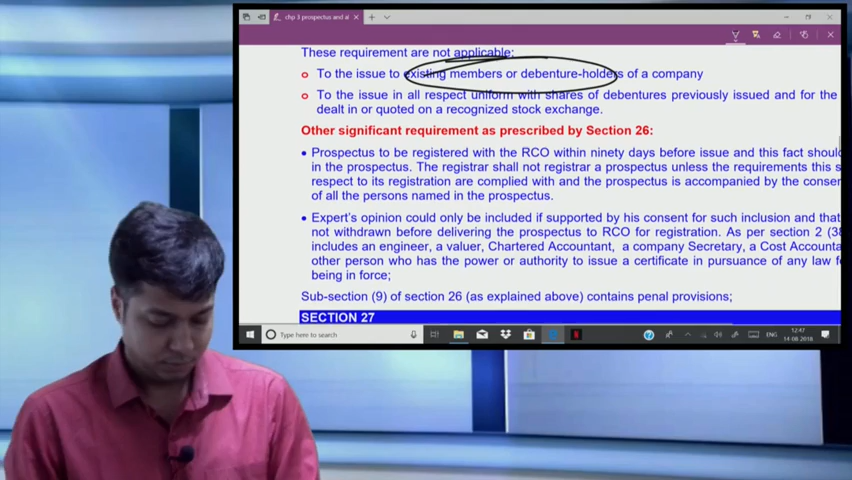 chp 3 prospectus and al
These requirement are not applicable;
To the issue to existing members or debenture-holders of a company
To the issue in all respect uniform with shares of debentures previously issued and for the
dealt in or quoted on a recognized stock exchange.
Other significant requirement as prescribed by Section 26:
Prospectus to be registered with the RCO within ninety days before issue and this fact shoul
in the prospectus. The registrar shall not registrar a prospectus unless the requirements this s
respect to its registration are complied with and the prospectus is accompanied by the conser
of all the persons named in the prospectus.
Expert's opinion could only be included if supported by his consent for such inclusion and that
not withdrawn before delivering the prospectus to RCO for registration. As per section 2 (38
includes an engineer, a valuer, Chartered Accountant, a company Secretary, a Cost Accounta
other person who has the power or authority to issue a certificate in pursuance of any law f
being in force;
Sub-section (9) of section 26 (as explained above) contains penal provisions;
SECTION 27
Type here to search
ENG
12:47
14-08-2018